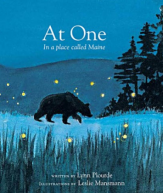 At One
In a place called Maine
WRITTEN BY Lynn Plourde
ILLUSTRATIONS BY Leslie Mansmann